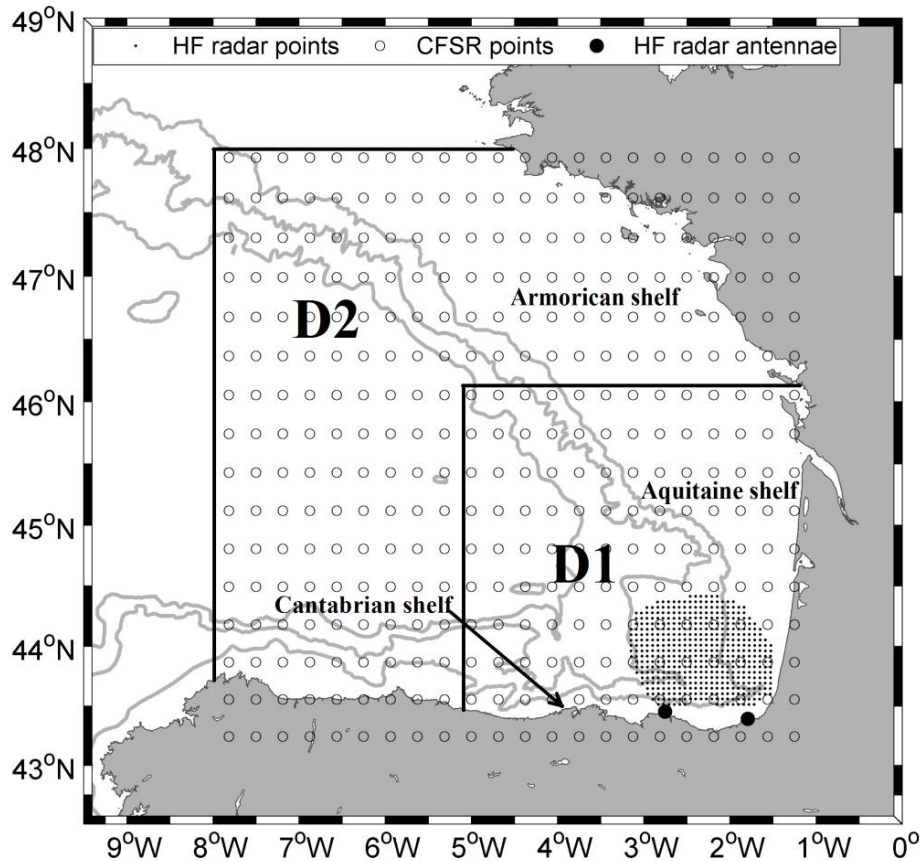 49°N
HF radar points CFSR points HF radar antennae
48°N
47°N
Armorican shelf
D2
46°N
Aquitaine shelf
45°N
D1
Cantabrian shelf
44°N
43°N
9°W 8°W 7°W 6°W 5°W 4°W 3°W 2°W 1°W 0°